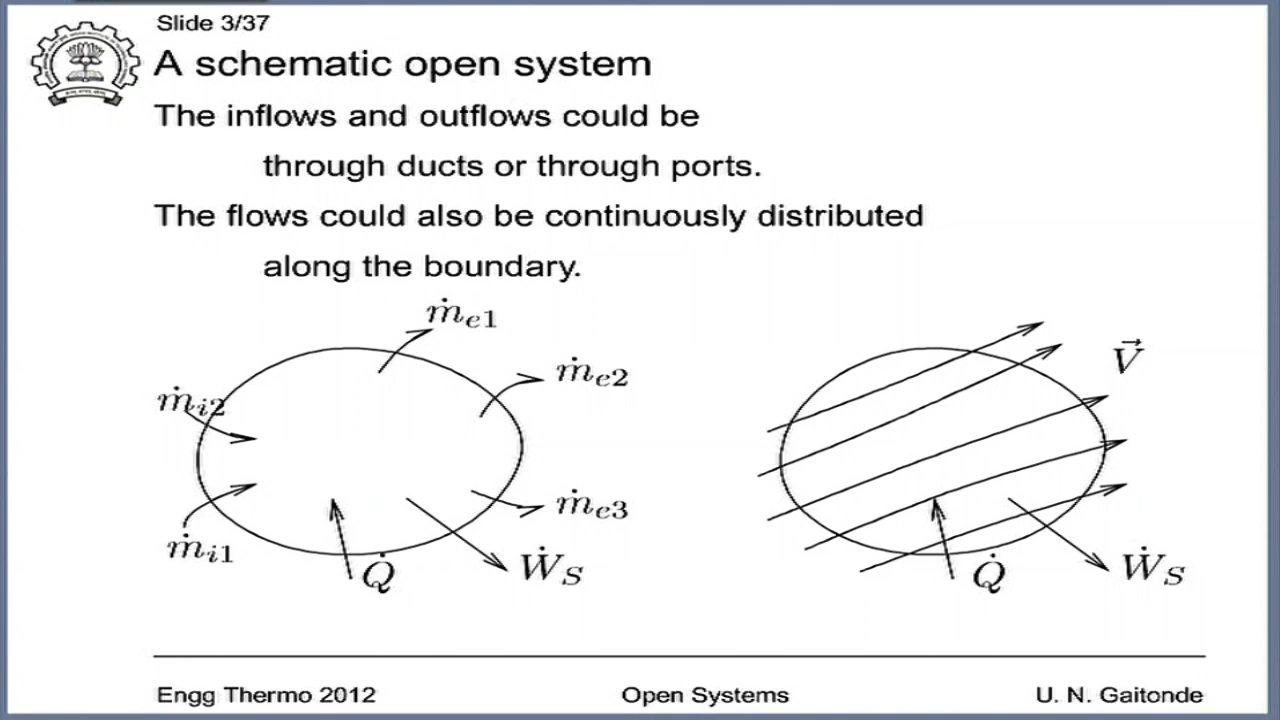 Slide 3/37
A schematic open system
The inflows and outflows could be
through ducts or through ports.
The flows could also be continuously distributed
along the boundary.
ṁe1
ṁe2
ṁi2
ṁe3
ṁi1
Q̇
ẆS
V⃗
Q̇
ẆS
Engg Thermo 2012 Open Systems U. N. Gaitonde